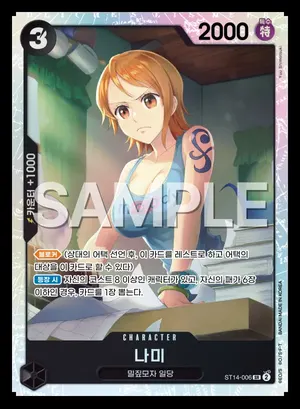 3
2000
특수
特
카운터 +1000
SAMPLE
블로커 (상대의 어택 선언 후, 이 카드를 레스트로 하고 어택의
대상을 이 카드로 할 수 있다)
등장 시 자신의 코스트 8 이상인 캐릭터가 있고, 자신의 패가 6장
이하인 경우, 카드를 1장 뽑는다.
CHARACTER
나미
밀짚모자 일당
ST14-006